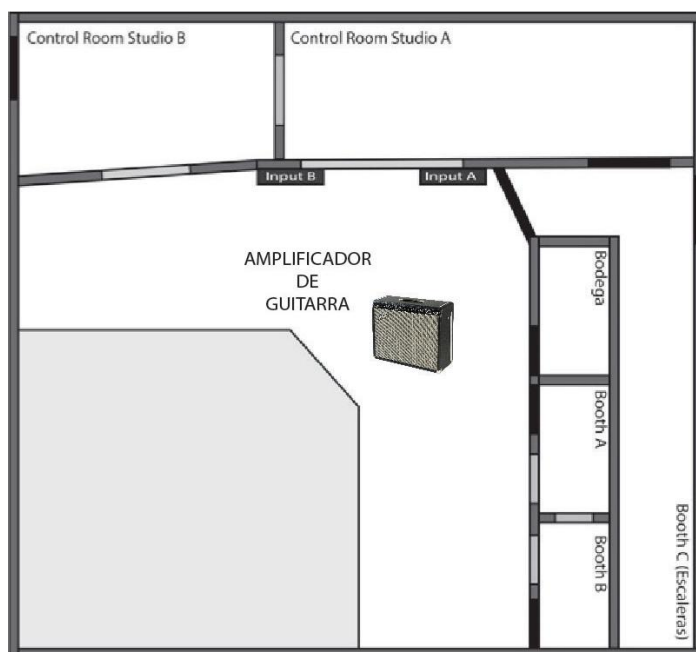 Control Room Studio B
Control Room Studio A
Input B
Input A
AMPLIFICADOR
DE
GUITARRA
Bodega
Booth A
Booth B
Booth C (Escaleras)